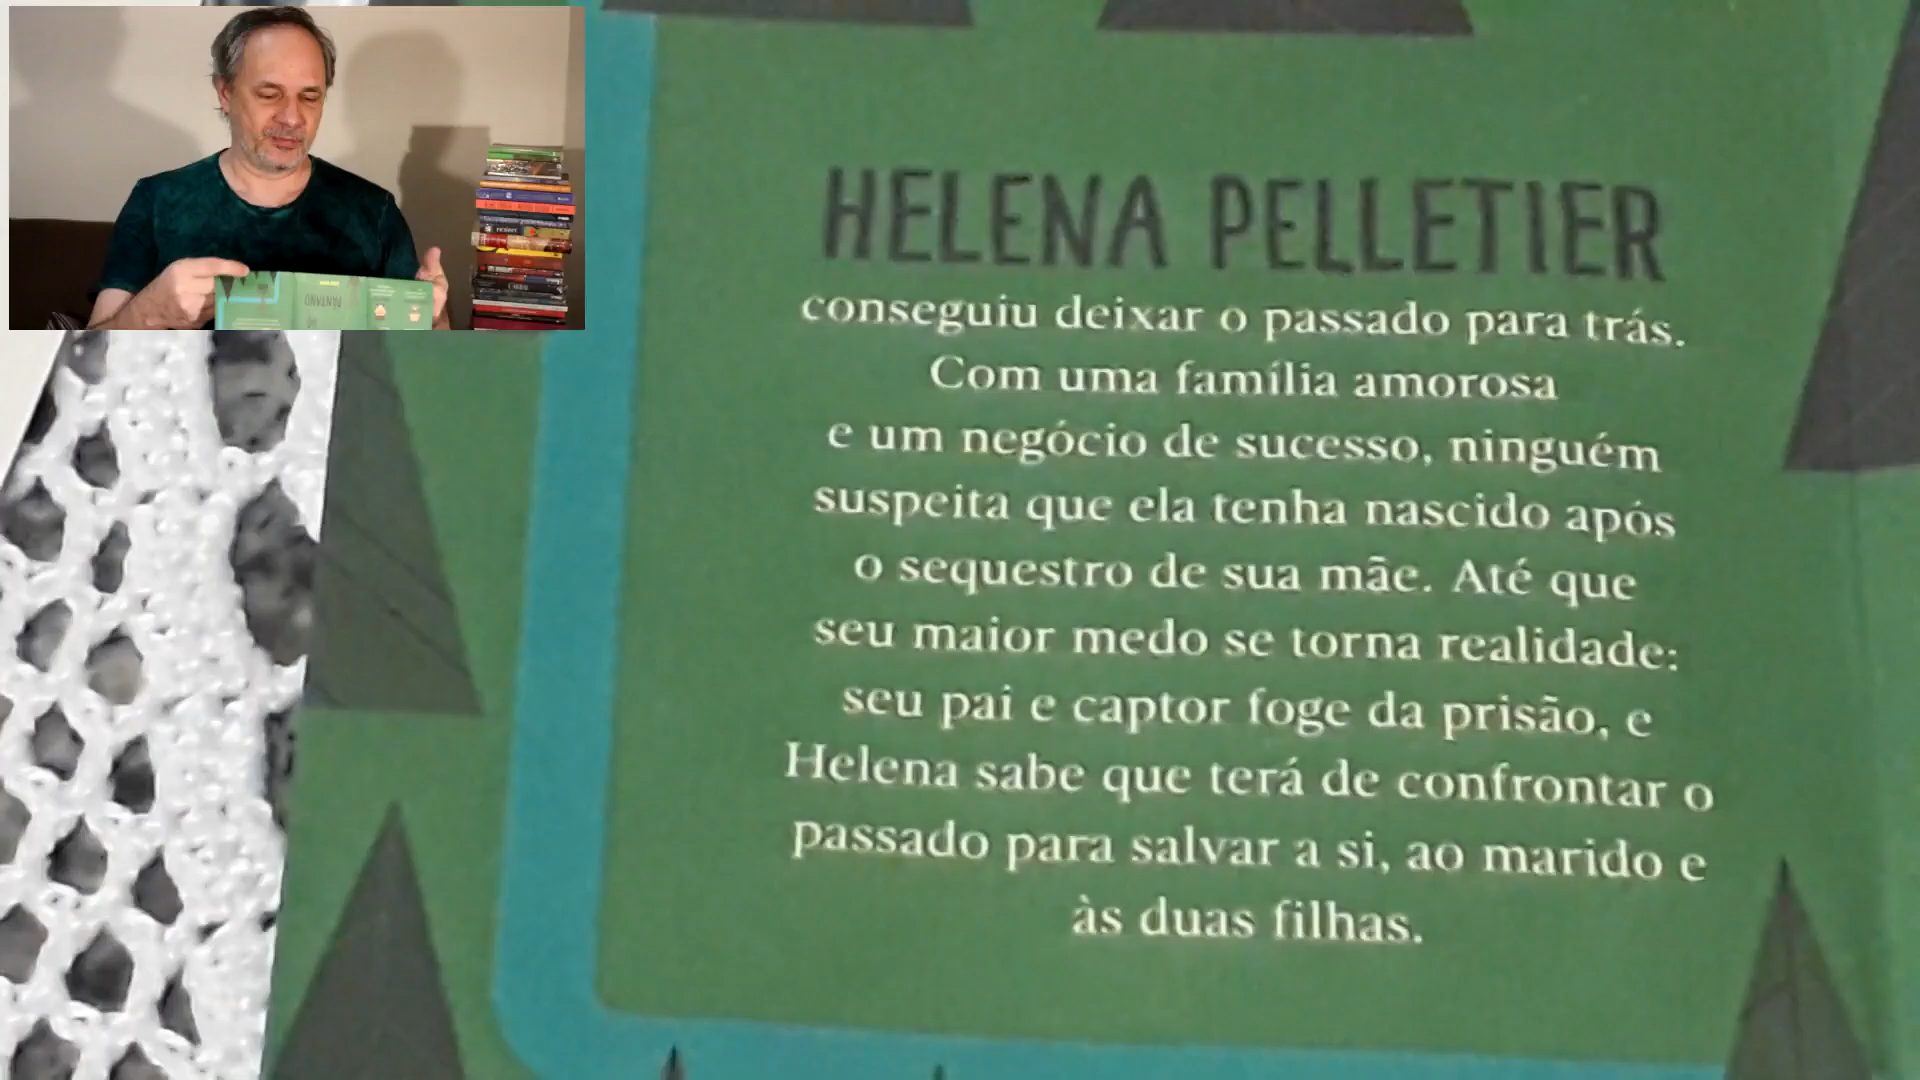 HELENA PELLETIER
conseguiu deixar o passado para trás.
Com uma família amorosa
e um negócio de sucesso, ninguém
suspeita que ela tenha nascido após
o sequestro de sua mãe. Até que
seu maior medo se torna realidade:
seu pai e captor foge da prisão, e
Helena sabe que terá de confrontar o
passado para salvar a si, ao marido e
às duas filhas.
PÂNTANO